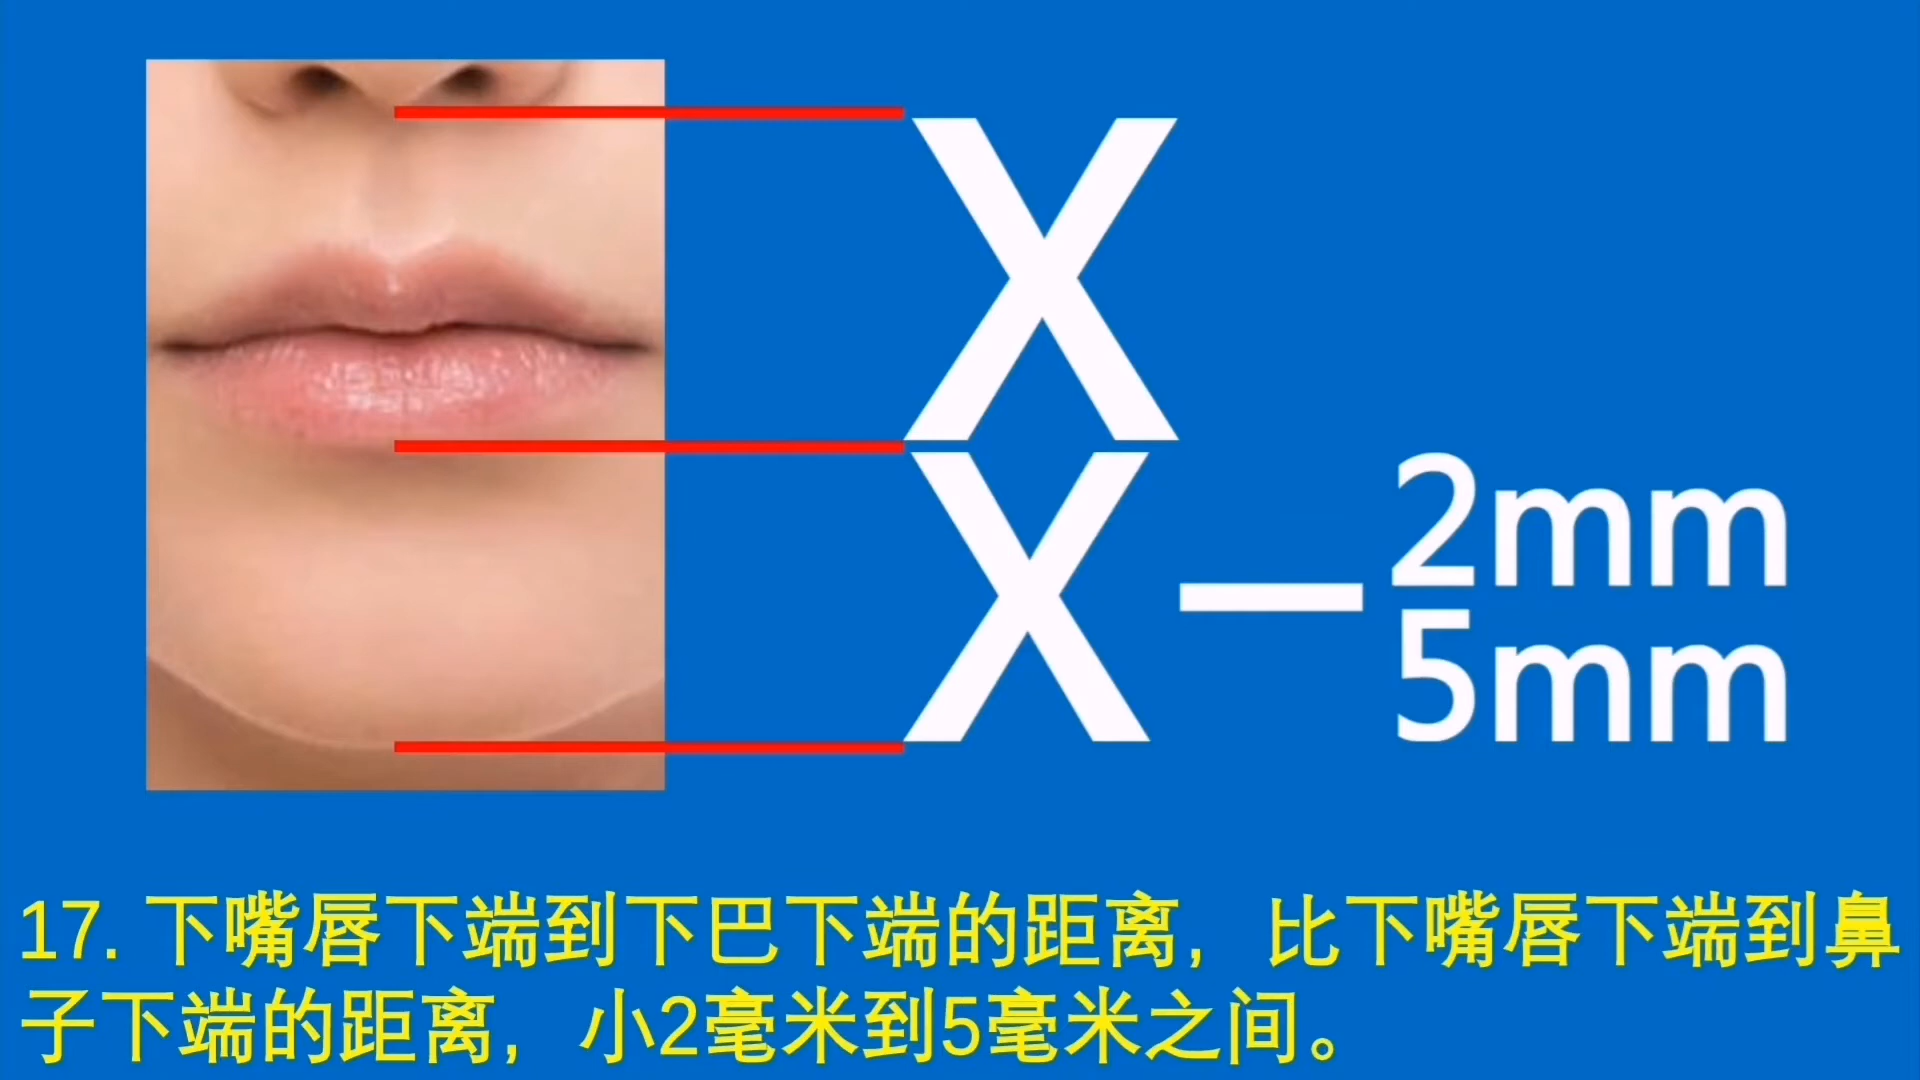 X
X — 2mm
5mm
17. 下嘴唇下端到下巴下端的距离，比下嘴唇下端到鼻
子下端的距离，小2毫米到5毫米之间。